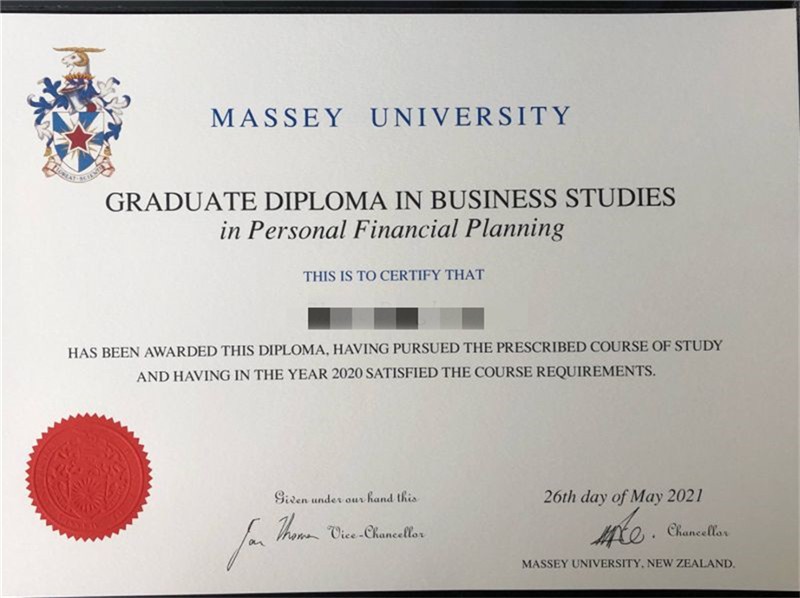 MASSEY UNIVERSITY
GRADUATE DIPLOMA IN BUSINESS STUDIES
in Personal Financial Planning
THIS IS TO CERTIFY THAT
HAS BEEN AWARDED THIS DIPLOMA, HAVING PURSUED THE PRESCRIBED COURSE OF STUDY
AND HAVING IN THE YEAR 2020 SATISFIED THE COURSE REQUIREMENTS.
Given under our hand this
26th day of May 2021
Vice-Chancellor
Chancellor
MASSEY UNIVERSITY, NEW ZEALAND.